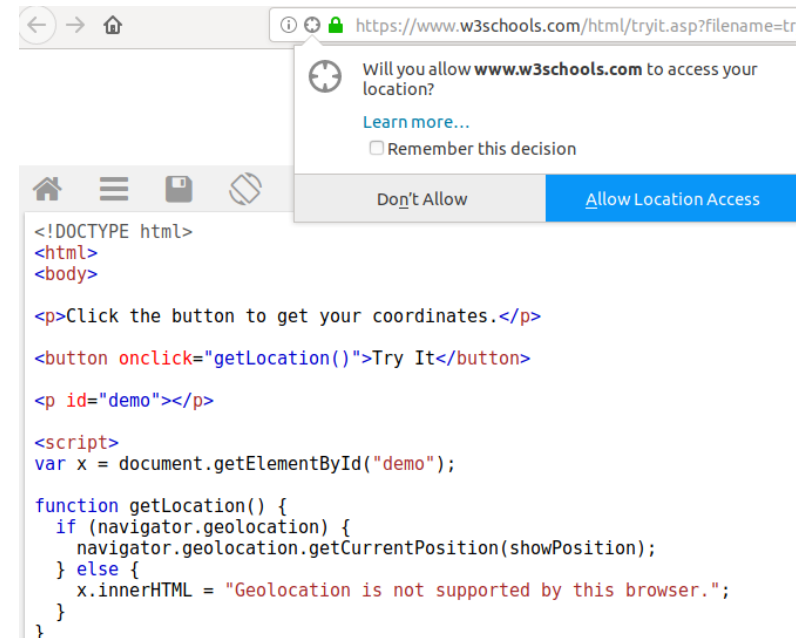 https://www.w3schools.com/html/tryit.asp?filename=tr
Will you allow www.w3schools.com to access your
location?
Learn more…
Remember this decision
Don't Allow
Allow Location Access
<!DOCTYPE html>
<html>
<body>
<p>Click the button to get your coordinates.</p>
<button onclick="getLocation()">Try It</button>
<p id="demo"></p>
<script>
var x = document.getElementById("demo");
function getLocation() {
  if (navigator.geolocation) {
    navigator.geolocation.getCurrentPosition(showPosition);
  } else {
    x.innerHTML = "Geolocation is not supported by this browser.";
  }
}